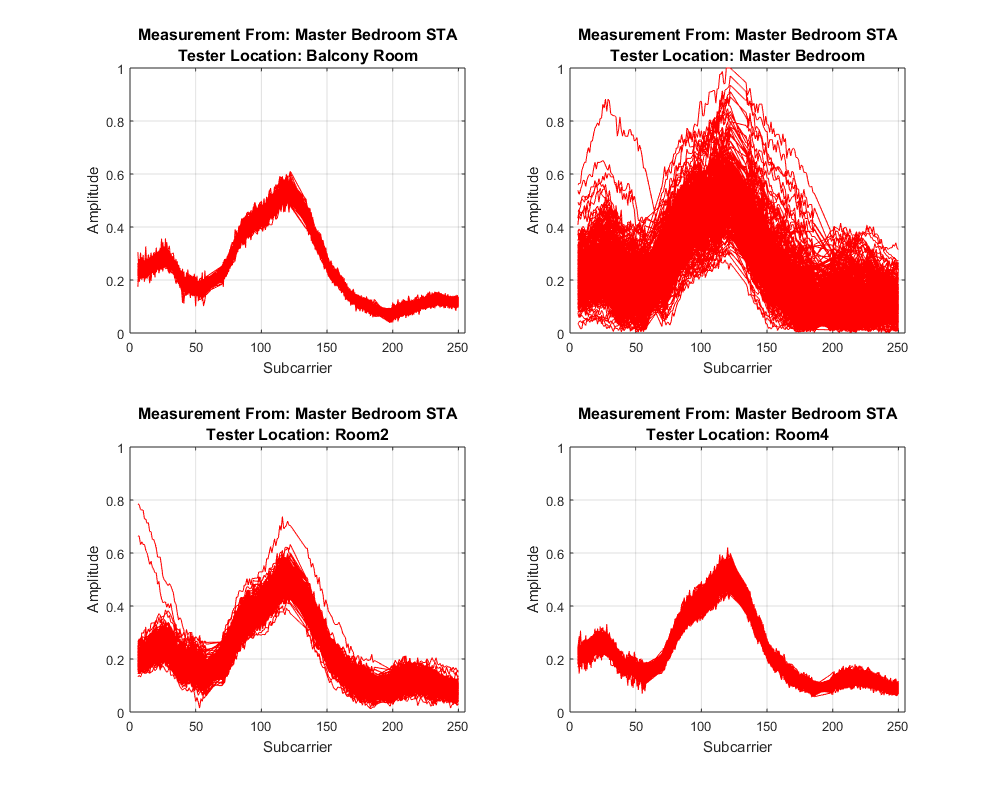 Measurement From: Master Bedroom STA
Tester Location: Balcony Room
1
0.8
0.6
0.4
0.2
0
Amplitude
0 50 100 150 200 250
Subcarrier
Measurement From: Master Bedroom STA
Tester Location: Master Bedroom
1
0.8
0.6
0.4
0.2
0
Amplitude
0 50 100 150 200 250
Subcarrier
Measurement From: Master Bedroom STA
Tester Location: Room2
1
0.8
0.6
0.4
0.2
0
Amplitude
0 50 100 150 200 250
Subcarrier
Measurement From: Master Bedroom STA
Tester Location: Room4
1
0.8
0.6
0.4
0.2
0
Amplitude
0 50 100 150 200 250
Subcarrier